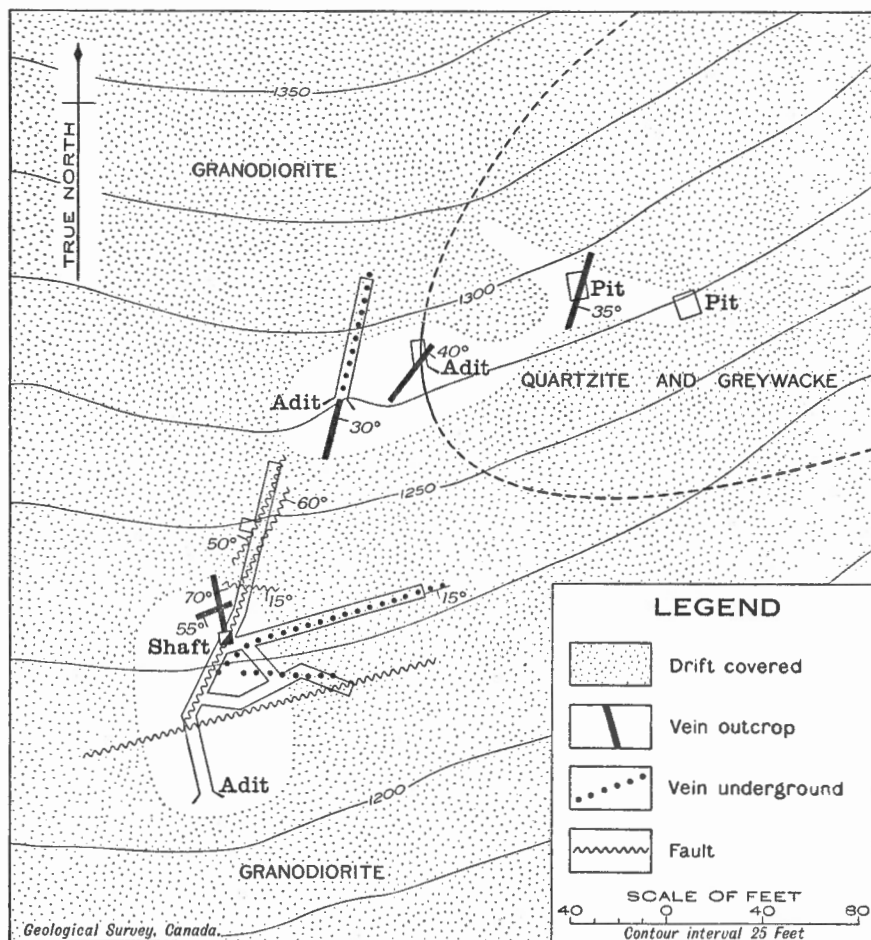 1350
TRUE NORTH
GRANODIORITE
1300
Pit
35°
Pit
40°
Adit
QUARTZITE AND GREYWACKE
Adit
30°
1250
60°
50°
70°
15°
15°
55°
Shaft
Adit
1200
GRANODIORITE
LEGEND
Drift covered
Vein outcrop
Vein underground
Fault
SCALE OF FEET
40 0 40 80
Contour interval 25 Feet
Geological Survey, Canada.